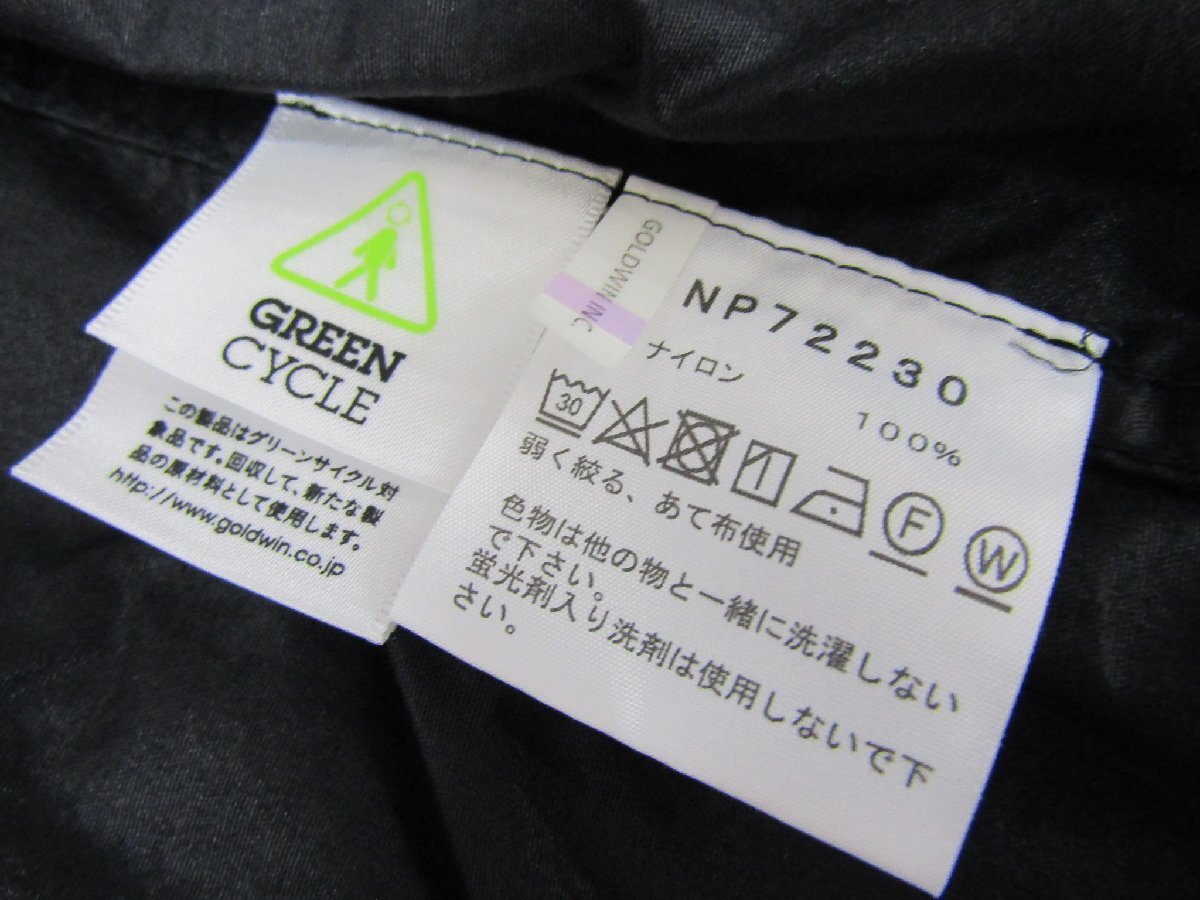 GREEN
CYCLE
この製品はグリーンサイクル対
象品です。回収して、新たな製
品の原材料として使用します。
http://www.goldwin.co.jp
GOLDWIN INC
NP72230
ナイロン 100%
30
F
W
弱く絞る、あて布使用
色物は他の物と一緒に洗濯しない
で下さい。
蛍光剤入り洗剤は使用しないで下
さい。